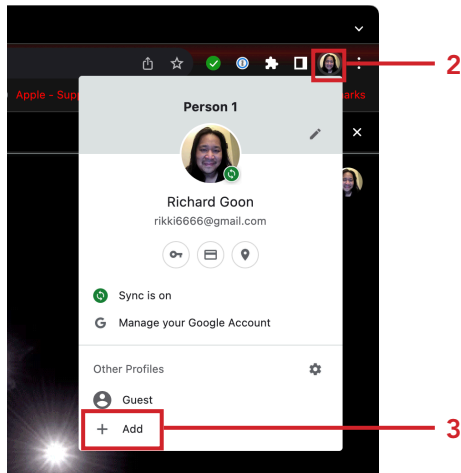 2
Apple - Supp
arks
Person 1
Richard Goon
rikki6666@gmail.com
Sync is on
G Manage your Google Account
Other Profiles
Guest
+ Add
3